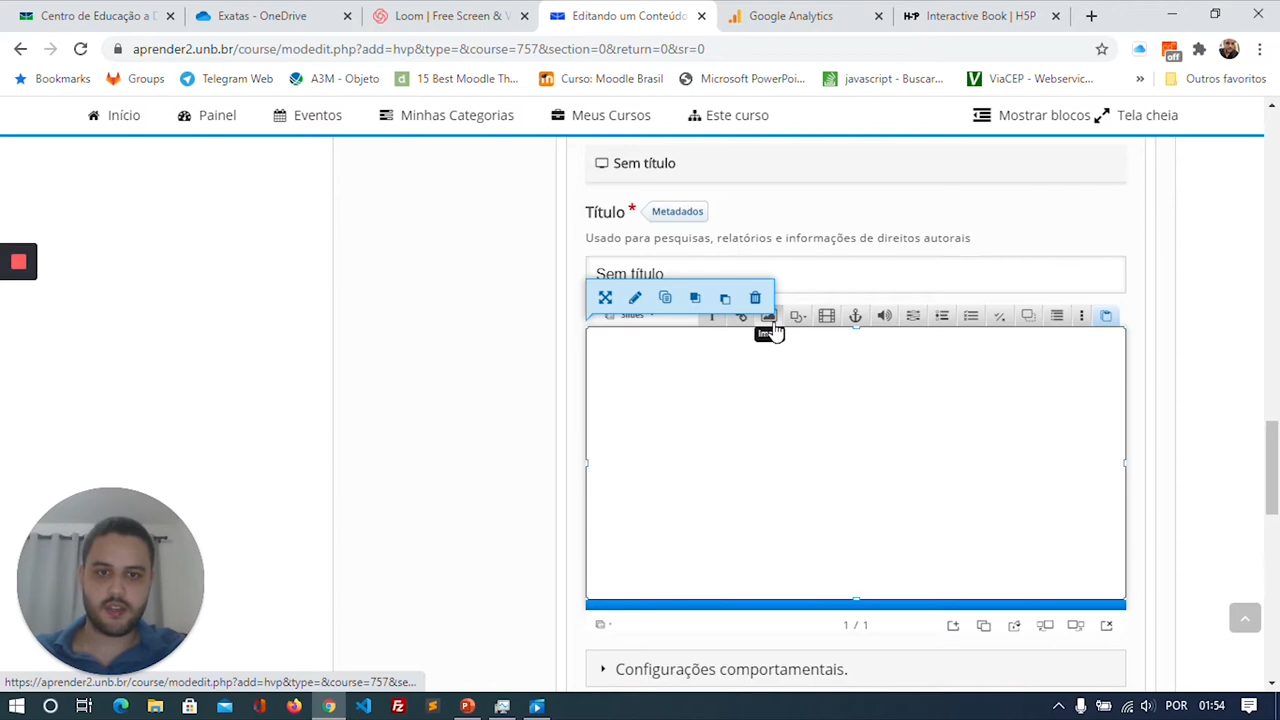 Centro de Educação a D
Exatas - OneDrive
Loom | Free Screen & V
Editando um Conteúdo
Google Analytics
H-P Interactive Book | H5P
aprender2.unb.br/course/modedit.php?add=hvp&type=&course=757&section=0&return=0&sr=0
off
Bookmarks
Groups
Telegram Web
A3M - Objeto
15 Best Moodle Th...
Curso: Moodle Brasil
Microsoft PowerPoi...
javascript - Buscar...
ViaCEP - Webservic...
»
Outros favoritos
Início
Painel
Eventos
Minhas Categorias
Meus Cursos
Este curso
Mostrar blocos
Tela cheia
Sem título
Título *
Metadados
Usado para pesquisas, relatórios e informações de direitos autorais
Sem título
Slides
1 / 1
Configurações comportamentais.
https://aprender2.unb.br/course/modedit.php?add=hvp&type=&course=757&se...
POR
01:54